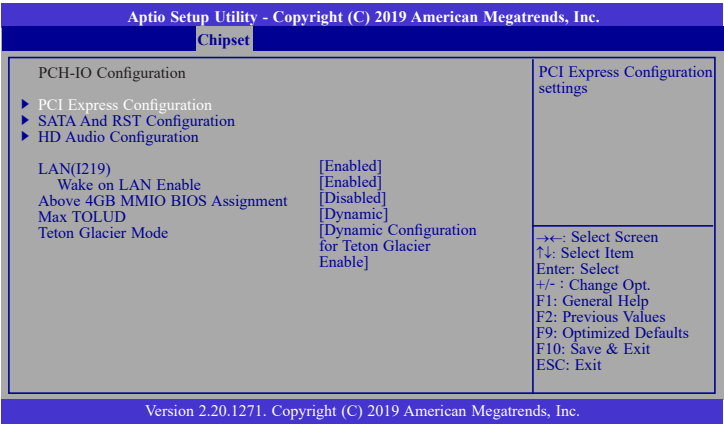 Aptio Setup Utility - Copyright (C) 2019 American Megatrends, Inc.
Chipset
PCH-IO Configuration
PCI Express Configuration
SATA And RST Configuration
HD Audio Configuration
LAN(I219) [Enabled]
Wake on LAN Enable [Enabled]
Above 4GB MMIO BIOS Assignment [Disabled]
Max TOLUD [Dynamic]
Teton Glacier Mode [Dynamic Configuration
for Teton Glacier
Enable]
PCI Express Configuration
settings
→←: Select Screen
↑↓: Select Item
Enter: Select
+/- : Change Opt.
F1: General Help
F2: Previous Values
F9: Optimized Defaults
F10: Save & Exit
ESC: Exit
Version 2.20.1271. Copyright (C) 2019 American Megatrends, Inc.